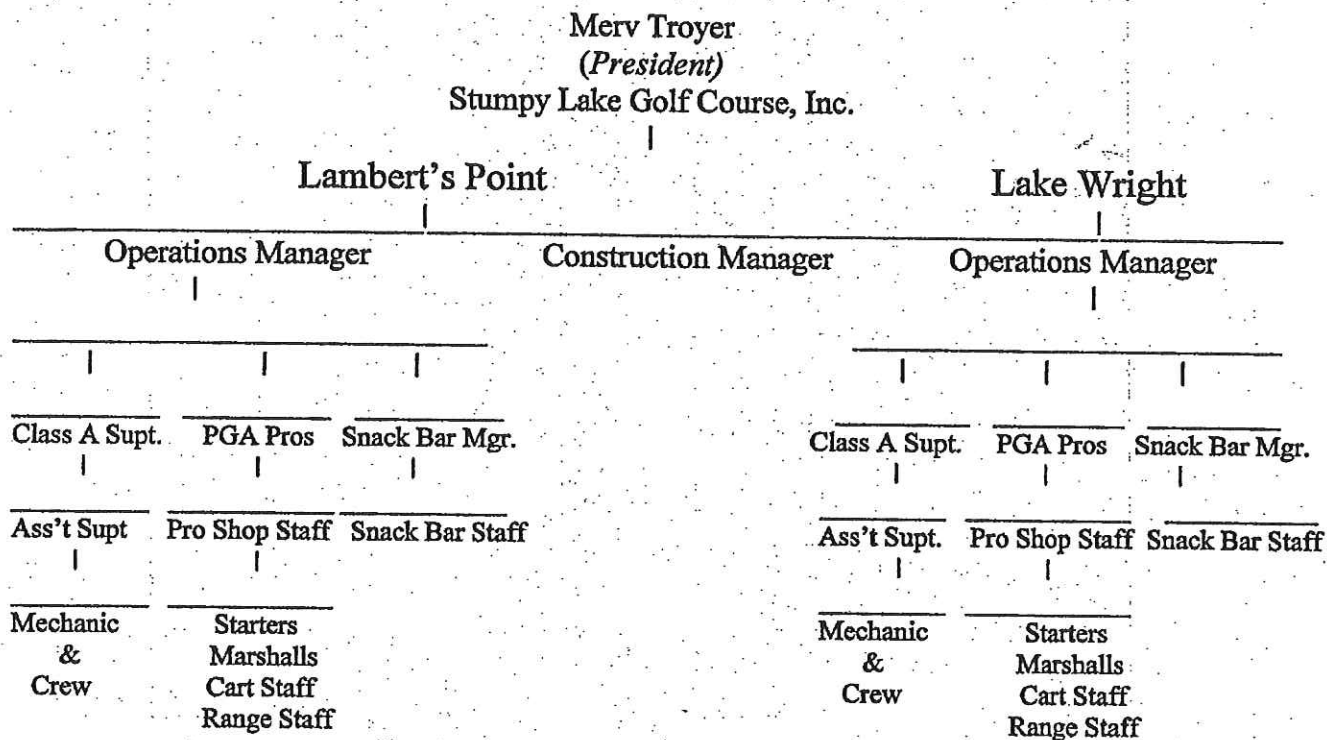 Merv Troyer
(President)
Stumpy Lake Golf Course, Inc.
Lambert's Point Lake Wright
Operations Manager Construction Manager Operations Manager
Class A Supt. PGA Pros Snack Bar Mgr. Class A Supt. PGA Pros Snack Bar Mgr.
Ass't Supt Pro Shop Staff Snack Bar Staff Ass't Supt. Pro Shop Staff Snack Bar Staff
Mechanic Starters Mechanic Starters
& Marshalls & Marshalls
Crew Cart Staff Crew Cart Staff
Range Staff Range Staff